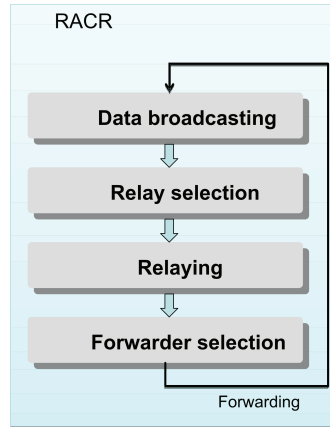 RACR
Data broadcasting
Relay selection
Relaying
Forwarder selection
Forwarding